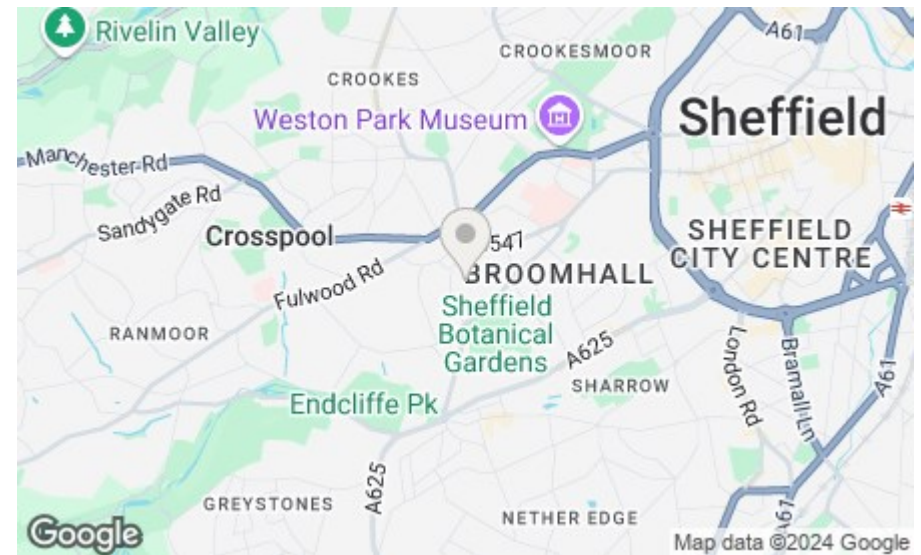 Rivelin Valley
A61
CROOKESMOOR
CROOKES
Weston Park Museum
Sheffield
Manchester Rd
Sandygate Rd
Crosspool
547
BROOMHALL
SHEFFIELD
CITY CENTRE
Fulwood Rd
Sheffield
Botanical
Gardens
RANMOOR
A625
London Rd
Bramall Ln
A61
SHARROW
Endcliffe Pk
A625
GREYSTONES
NETHER EDGE
A61
Google
Map data ©2024 Google